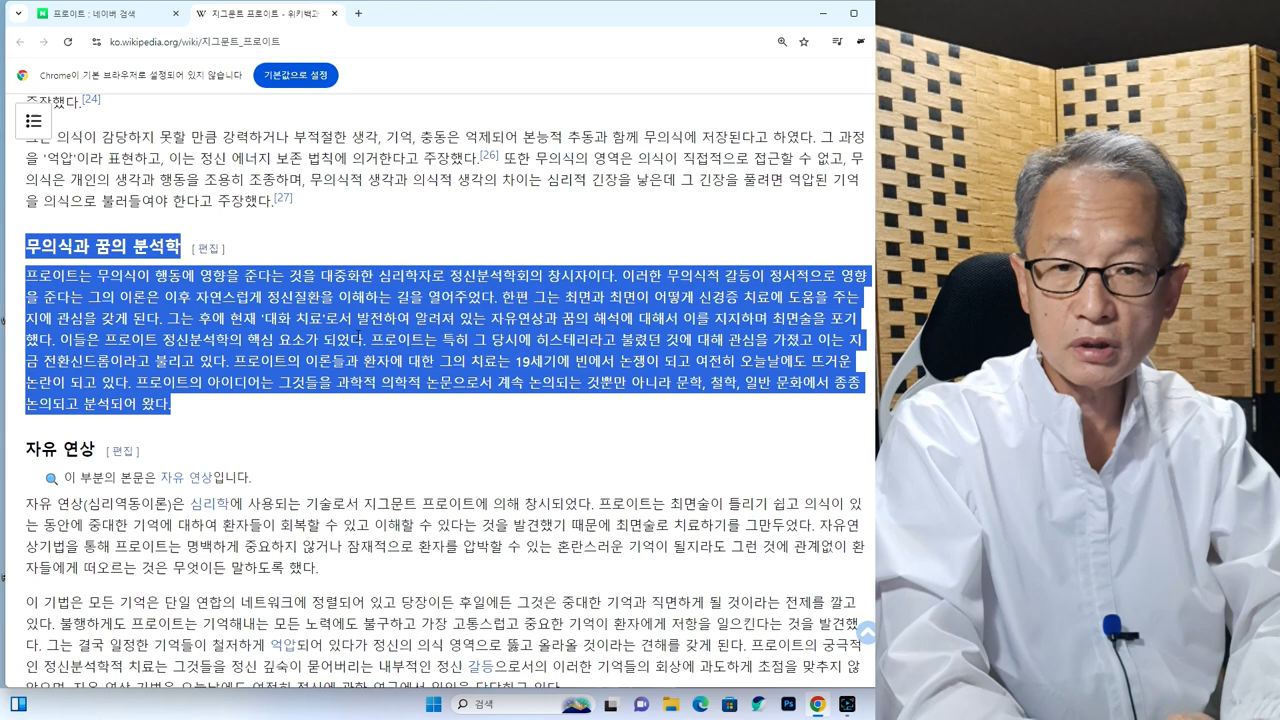 프로이트 : 네이버 검색
지그문트 프로이트 - 위키백과
ko.wikipedia.org/wiki/지그문트_프로이트
Chrome이 기본 브라우저로 설정되어 있지 않습니다 기본값으로 설정
주장했다.[24]
의식이 감당하지 못할 만큼 강력하거나 부적절한 생각, 기억, 충동은 억제되어 본능적 추동과 함께 무의식에 저장된다고 하였다. 그 과정
을 '억압'이라 표현하고, 이는 정신 에너지 보존 법칙에 의거한다고 주장했다.[26] 또한 무의식의 영역은 의식이 직접적으로 접근할 수 없고, 무
의식은 개인의 생각과 행동을 조용히 조종하며, 무의식적 생각과 의식적 생각의 차이는 심리적 긴장을 낳은데 그 긴장을 풀려면 억압된 기억
을 의식으로 불러들여야 한다고 주장했다.[27]
무의식과 꿈의 분석학 [ 편집 ]
프로이트는 무의식이 행동에 영향을 준다는 것을 대중화한 심리학자로 정신분석학회의 창시자이다. 이러한 무의식적 갈등이 정서적으로 영향
을 준다는 그의 이론은 이후 자연스럽게 정신질환을 이해하는 길을 열어주었다. 한편 그는 최면과 최면이 어떻게 신경증 치료에 도움을 주는
지에 관심을 갖게 된다. 그는 후에 현재 '대화 치료'로서 발전하여 알려져 있는 자유연상과 꿈의 해석에 대해서 이를 지지하며 최면술을 포기
했다. 이들은 프로이트 정신분석학의 핵심 요소가 되었다. 프로이트는 특히 그 당시에 히스테리라고 불렸던 것에 대해 관심을 가졌고 이는 지
금 전환신드롬이라고 불리고 있다. 프로이트의 이론들과 환자에 대한 그의 치료는 19세기에 빈에서 논쟁이 되고 여전히 오늘날에도 뜨거운
논란이 되고 있다. 프로이트의 아이디어는 그것들을 과학적 의학적 논문으로서 계속 논의되는 것뿐만 아니라 문학, 철학, 일반 문화에서 종종
논의되고 분석되어 왔다.
자유 연상 [ 편집 ]
이 부분의 본문은 자유 연상입니다.
자유 연상(심리역동이론)은 심리학에 사용되는 기술로서 지그문트 프로이트에 의해 창시되었다. 프로이트는 최면술이 틀리기 쉽고 의식이 있
는 동안에 중대한 기억에 대하여 환자들이 회복할 수 있고 이해할 수 있다는 것을 발견했기 때문에 최면술로 치료하기를 그만두었다. 자유연
상기법을 통해 프로이트는 명백하게 중요하지 않거나 잠재적으로 환자를 압박할 수 있는 혼란스러운 기억이 될지라도 그런 것에 관계없이 환
자들에게 떠오르는 것은 무엇이든 말하도록 했다.
이 기법은 모든 기억은 단일 연합의 네트워크에 정렬되어 있고 당장이든 후일에든 그것은 중대한 기억과 직면하게 될 것이라는 전제를 깔고
있다. 불행하게도 프로이트는 기억해내는 모든 노력에도 불구하고 가장 고통스럽고 중요한 기억이 환자에게 저항을 일으킨다는 것을 발견했
다. 그는 결국 일정한 기억들이 철저하게 억압되어 있다가 정신의 의식 영역으로 뚫고 올라올 것이라는 견해를 갖게 된다. 프로이트의 궁극적
인 정신분석학적 치료는 그것들을 정신 깊숙이 묻어버리는 내부적인 정신 갈등으로서의 이러한 기억들의 회상에 과도하게 초점을 맞추지 않
검색
Ps